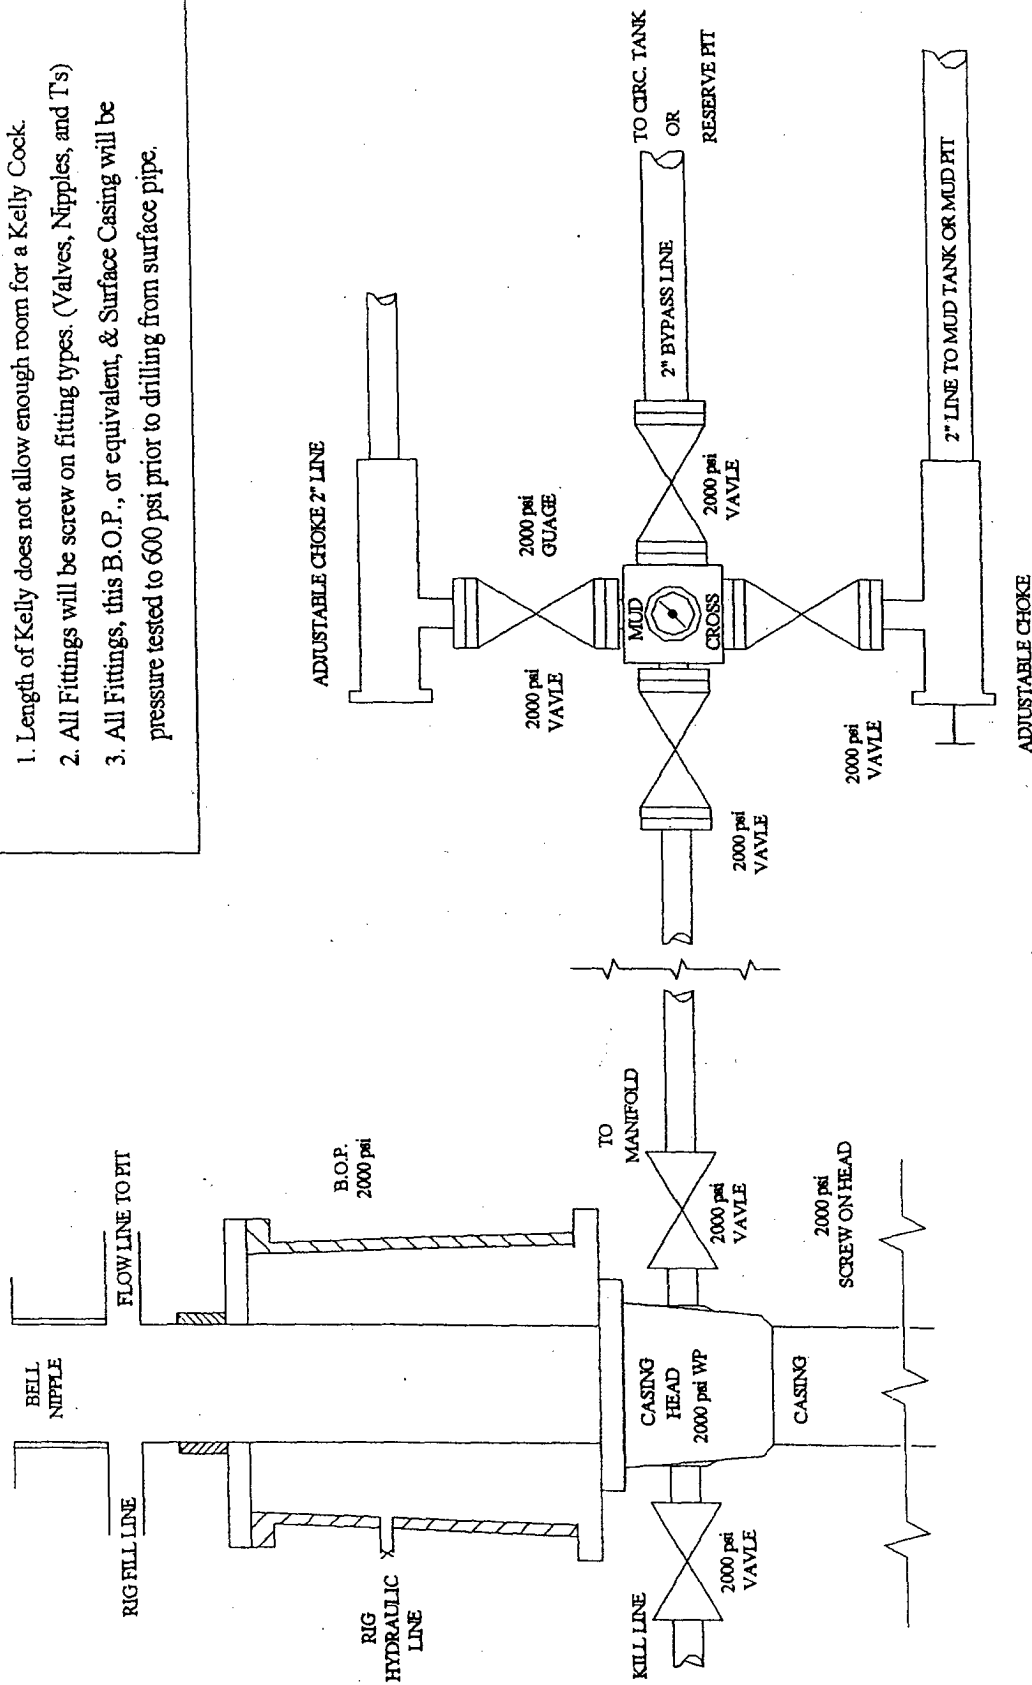 1. Length of Kelly does not allow enough room for a Kelly Cock.
2. All Fittings will be screw on fitting types. (Valves, Nipples, and T's)
3. All Fittings, this B.O.P., or equivalent, & Surface Casing will be
pressure tested to 600 psi prior to drilling from surface pipe.
BELL
NIPPLE
RIG FILL LINE
FLOW LINE TO PIT
B.O.P.
2000 psi
RIG
HYDRAULIC
LINE
CASING
HEAD
2000 psi WP
KILL LINE
2000 psi
VAVLE
TO
MANIFOLD
2000 psi
VAVLE
CASING
2000 psi
SCREW ON HEAD
ADJUSTABLE CHOKE 2" LINE
2000 psi
VAVLE
2000 psi
GUAGE
MUD
CROSS
2000 psi
VAVLE
2000 psi
VAVLE
2" BYPASS LINE
TO CIRC. TANK
OR
RESERVE PIT
2000 psi
VAVLE
2" LINE TO MUD TANK OR MUD PIT
ADJUSTABLE CHOKE